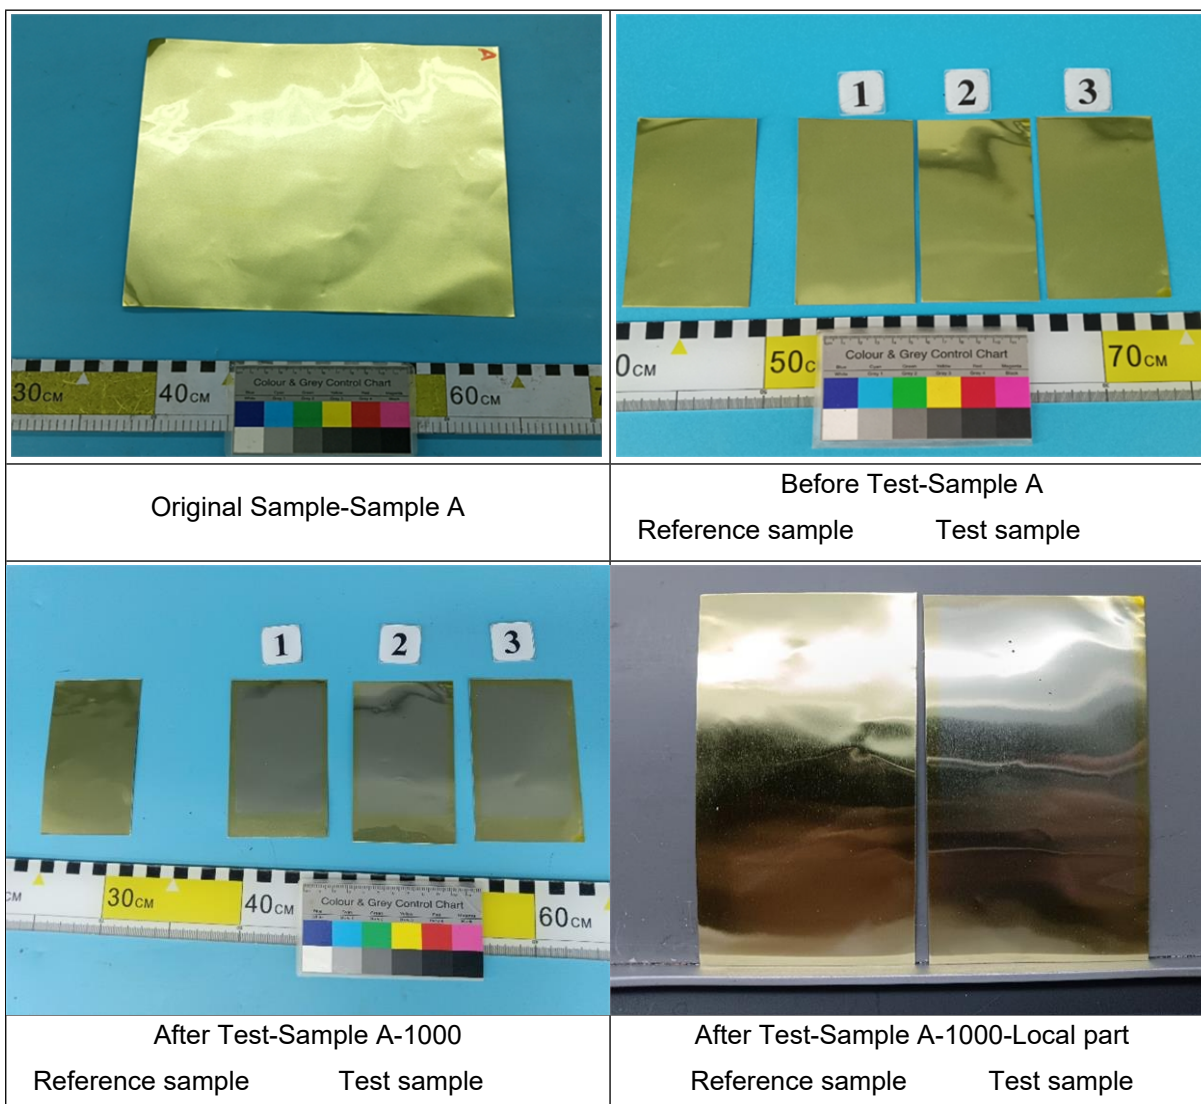 A
30CM
40CM
60CM
7
Colour & Grey Control Chart
Original Sample-Sample A
1
2
3
0CM
50C
70CM
Colour & Grey Control Chart
Before Test-Sample A
Reference sample Test sample
1
2
3
CM
30CM
40CM
60CM
Colour & Grey Control Chart
After Test-Sample A-1000
Reference sample Test sample
After Test-Sample A-1000-Local part
Reference sample Test sample